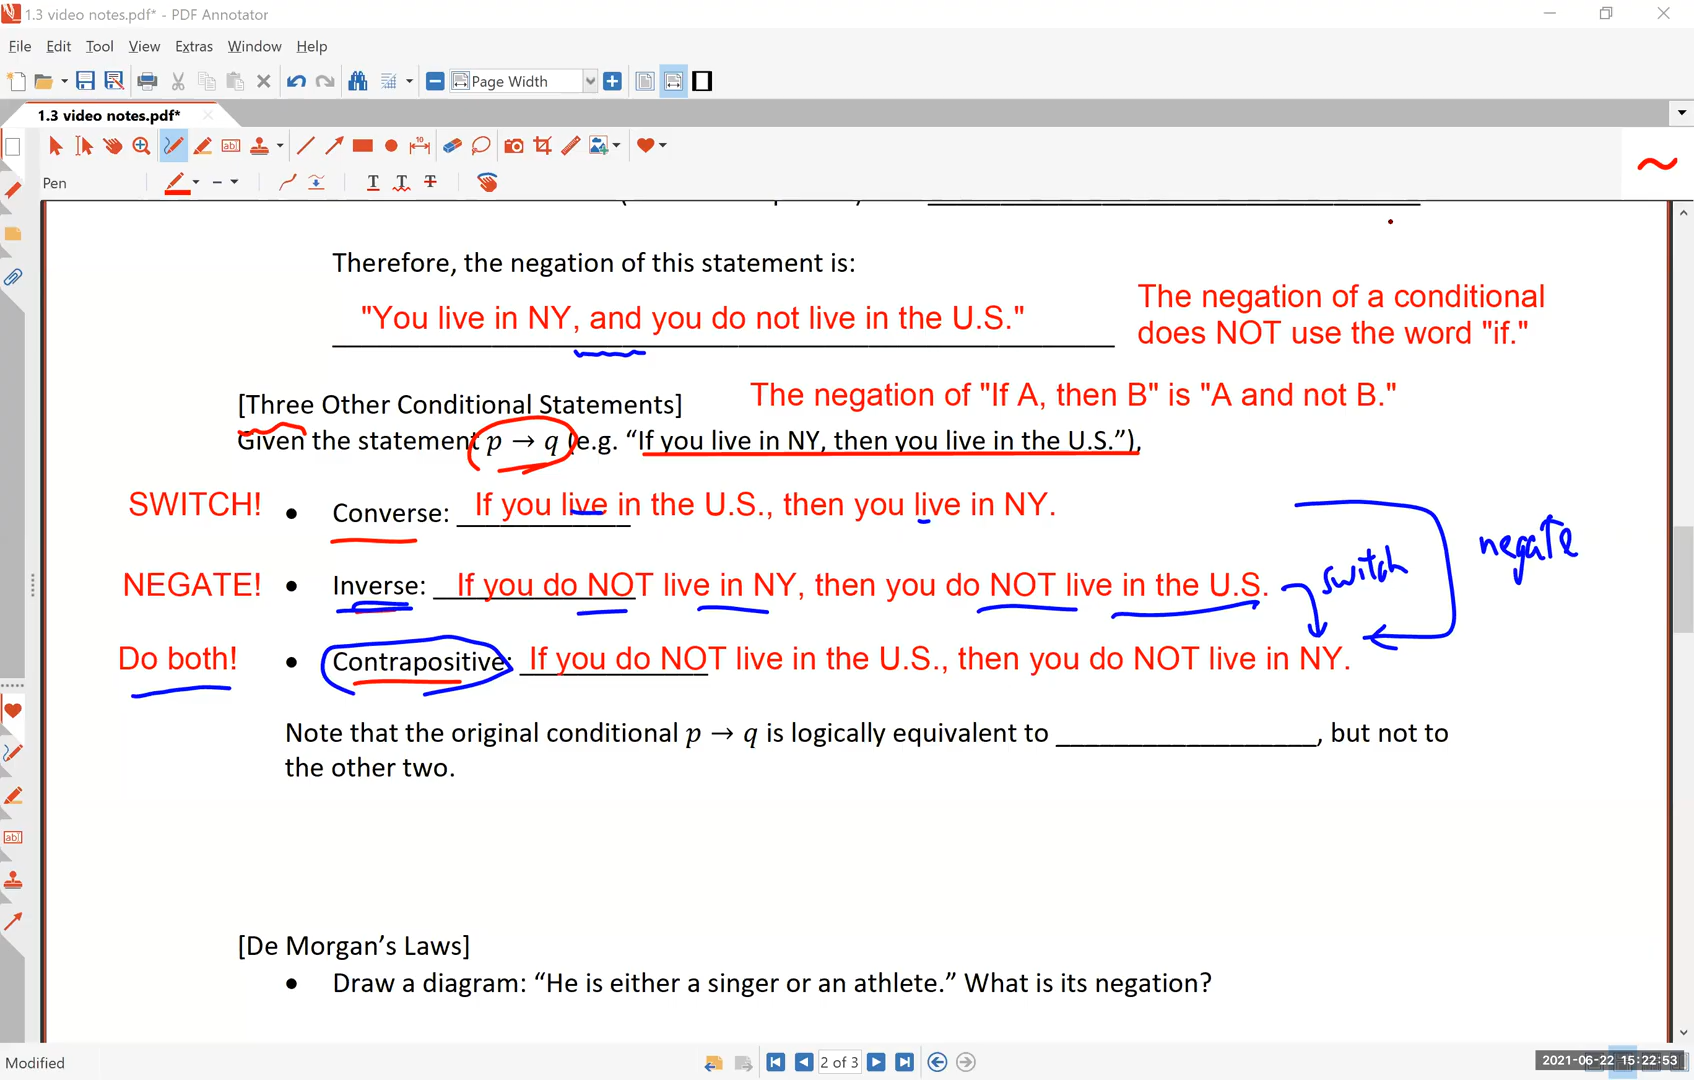 1.3 video notes.pdf* - PDF Annotator
File Edit Tool View Extras Window Help
Page Width
1.3 video notes.pdf*
Pen
Therefore, the negation of this statement is:
"You live in NY, and you do not live in the U.S."
The negation of a conditional
does NOT use the word "if."
[Three Other Conditional Statements]
The negation of "If A, then B" is "A and not B."
Given the statement p → q (e.g. “If you live in NY, then you live in the U.S.”),
SWITCH! • Converse: If you live in the U.S., then you live in NY.
negate
switch
NEGATE! • Inverse: If you do NOT live in NY, then you do NOT live in the U.S.
Do both! • Contrapositive: If you do NOT live in the U.S., then you do NOT live in NY.
Note that the original conditional p → q is logically equivalent to __________________, but not to
the other two.
[De Morgan’s Laws]
• Draw a diagram: “He is either a singer or an athlete.” What is its negation?
Modified
2 of 3
2021-06-22 15:22:53